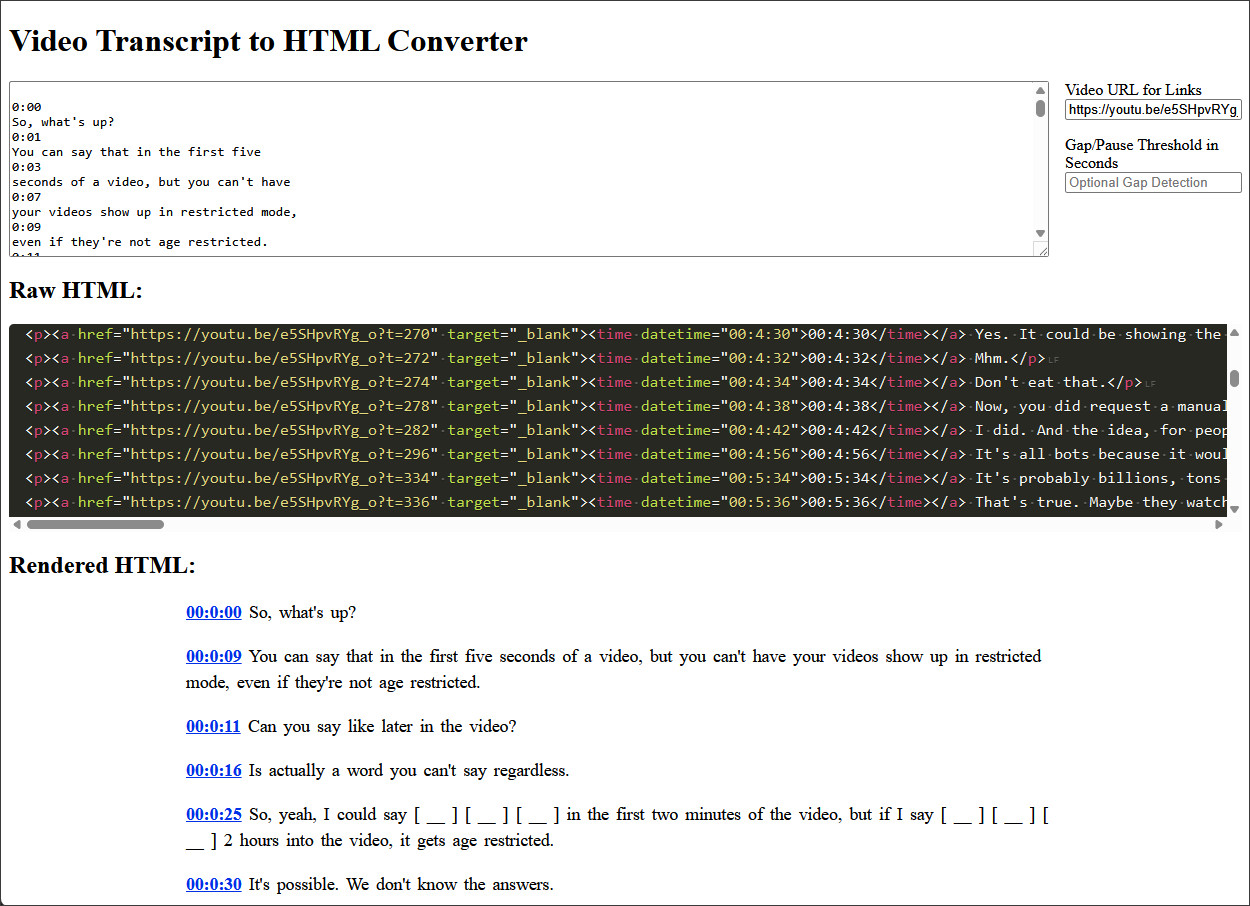 Video Transcript to HTML Converter
0:00
So, what's up?
0:01
You can say that in the first five
0:03
seconds of a video, but you can't have
0:07
your videos show up in restricted mode,
0:09
even if they're not age restricted.
0:11
Video URL for Links
https://youtu.be/e5SHpvRYg_
Gap/Pause Threshold in
Seconds
Optional Gap Detection
Raw HTML:
<p><a href="https://youtu.be/e5SHpvRYg_o?t=270" target="_blank"><time datetime="00:4:30">00:4:30</time></a> Yes. It could be showing the
<p><a href="https://youtu.be/e5SHpvRYg_o?t=272" target="_blank"><time datetime="00:4:32">00:4:32</time></a> Mhm.</p>LF
<p><a href="https://youtu.be/e5SHpvRYg_o?t=274" target="_blank"><time datetime="00:4:34">00:4:34</time></a> Don't eat that.</p>LF
<p><a href="https://youtu.be/e5SHpvRYg_o?t=278" target="_blank"><time datetime="00:4:38">00:4:38</time></a> Now, you did request a manual
<p><a href="https://youtu.be/e5SHpvRYg_o?t=282" target="_blank"><time datetime="00:4:42">00:4:42</time></a> I did. And the idea, for peop
<p><a href="https://youtu.be/e5SHpvRYg_o?t=296" target="_blank"><time datetime="00:4:56">00:4:56</time></a> It's all bots because it woul
<p><a href="https://youtu.be/e5SHpvRYg_o?t=334" target="_blank"><time datetime="00:5:34">00:5:34</time></a> It's probably billions, tons
<p><a href="https://youtu.be/e5SHpvRYg_o?t=336" target="_blank"><time datetime="00:5:36">00:5:36</time></a> That's true. Maybe they watch
Rendered HTML:
00:0:00 So, what's up?
00:0:09 You can say that in the first five seconds of a video, but you can't have your videos show up in restricted
mode, even if they're not age restricted.
00:0:11 Can you say like later in the video?
00:0:16 Is actually a word you can't say regardless.
00:0:25 So, yeah, I could say [ __ ] [ __ ] [ __ ] in the first two minutes of the video, but if I say [ __ ] [ __ ] [
__ ] 2 hours into the video, it gets age restricted.
00:0:30 It's possible. We don't know the answers.